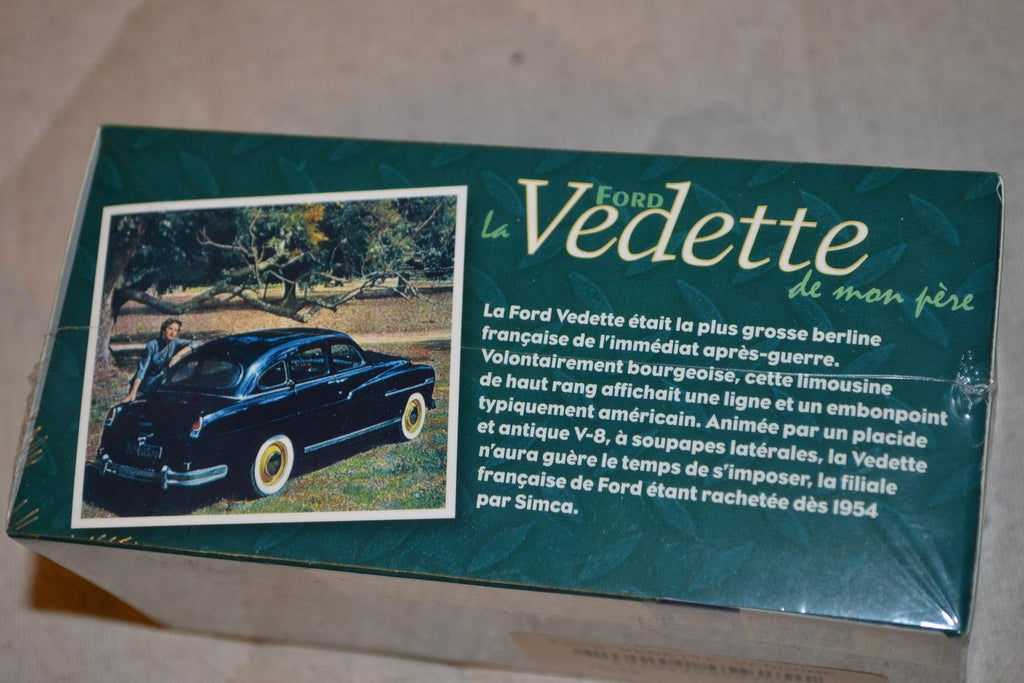 La Ford Vedette
de mon père
La Ford Vedette était la plus grosse berline
française de l'immédiat après-guerre.
Volontairement bourgeoise, cette limousine
de haut rang affichait une ligne et un embonpoint
typiquement américain. Animée par un placide
et antique V-8, à soupapes latérales, la Vedette
n'aura guère le temps de s'imposer, la filiale
française de Ford étant rachetée dès 1954
par Simca.